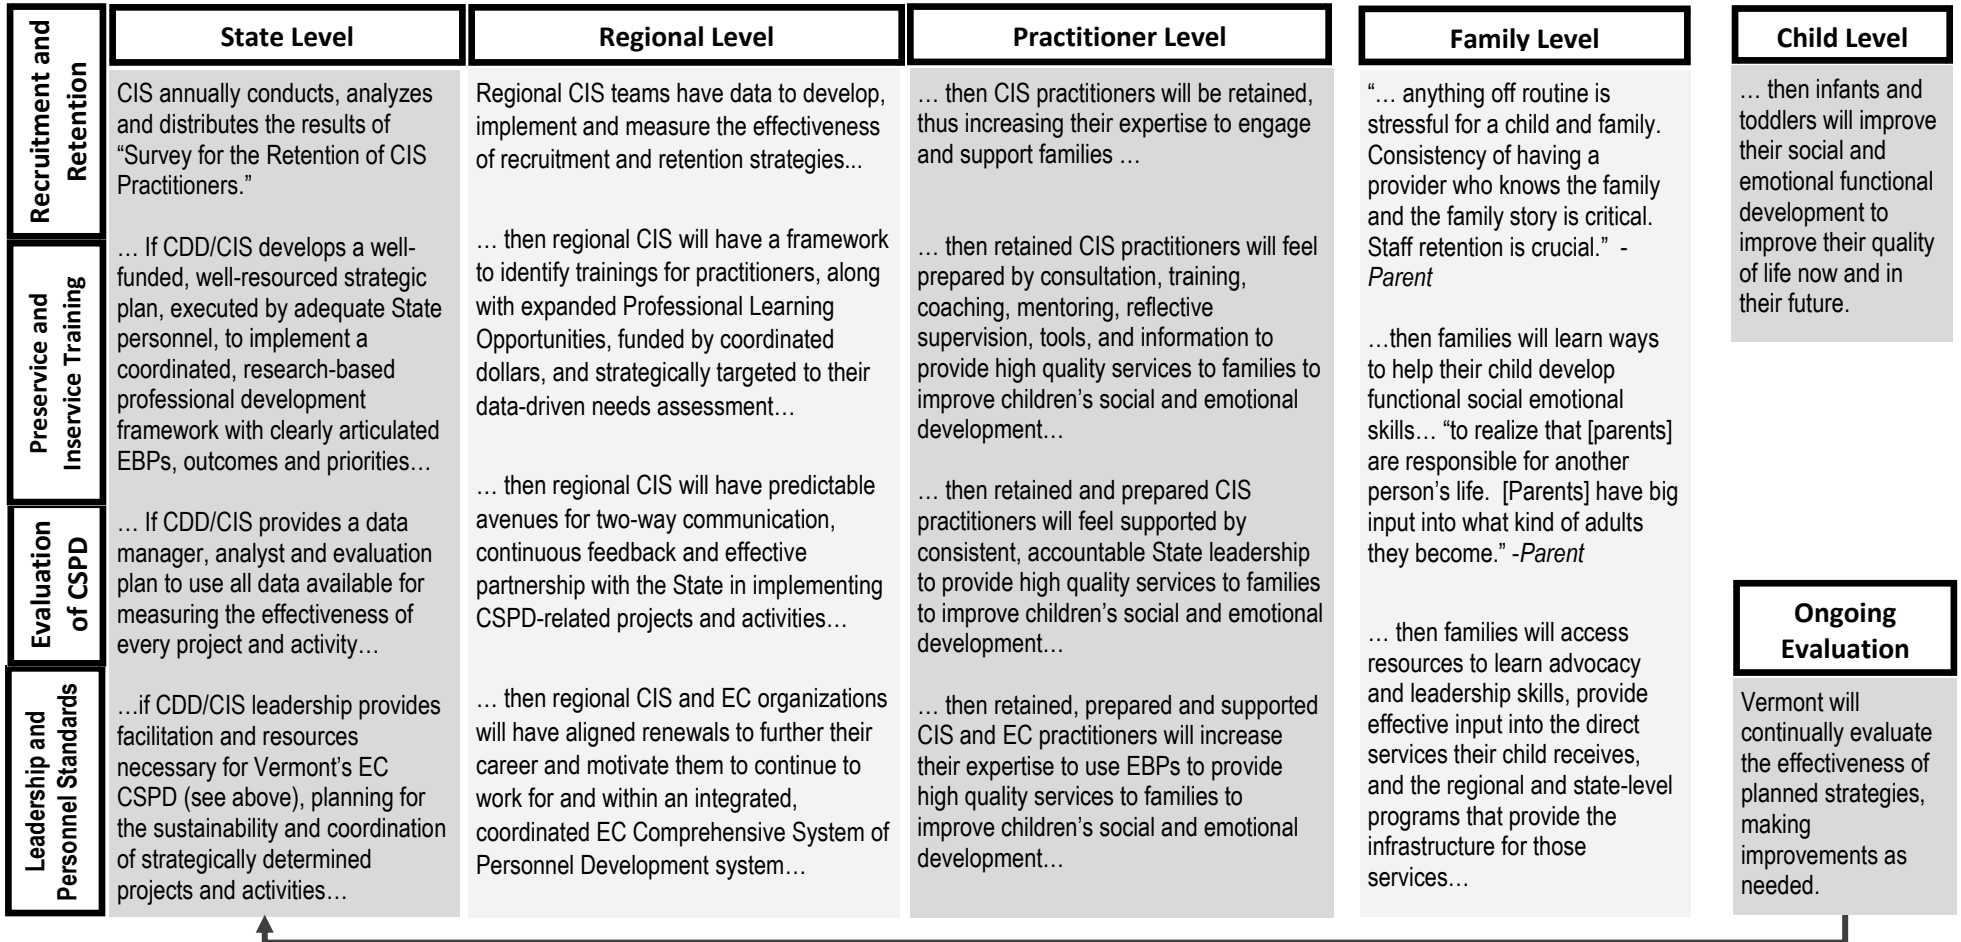 Recruitment and
Retention
State Level
CIS annually conducts, analyzes
and distributes the results of
“Survey for the Retention of CIS
Practitioners.”
Regional Level
Regional CIS teams have data to develop,
implement and measure the effectiveness
of recruitment and retention strategies...
Practitioner Level
… then CIS practitioners will be retained,
thus increasing their expertise to engage
and support families …
Family Level
“… anything off routine is
stressful for a child and family.
Consistency of having a
provider who knows the family
and the family story is critical.
Staff retention is crucial.” -
Parent
Child Level
… then infants and
toddlers will improve
their social and
emotional functional
development to
improve their quality
of life now and in
their future.
Preservice and
Inservice Training
… If CDD/CIS develops a well-
funded, well-resourced strategic
plan, executed by adequate State
personnel, to implement a
coordinated, research-based
professional development
framework with clearly articulated
EBPs, outcomes and priorities…
… then regional CIS will have a framework
to identify trainings for practitioners, along
with expanded Professional Learning
Opportunities, funded by coordinated
dollars, and strategically targeted to their
data-driven needs assessment…
… then retained CIS practitioners will feel
prepared by consultation, training,
coaching, mentoring, reflective
supervision, tools, and information to
provide high quality services to families to
improve children’s social and emotional
development…
…then families will learn ways
to help their child develop
functional social emotional
skills… “to realize that [parents]
are responsible for another
person’s life.  [Parents] have big
input into what kind of adults
they become.” -Parent
Evaluation
of CSPD
… If CDD/CIS provides a data
manager, analyst and evaluation
plan to use all data available for
measuring the effectiveness of
every project and activity…
… then regional CIS will have predictable
avenues for two-way communication,
continuous feedback and effective
partnership with the State in implementing
CSPD-related projects and activities…
… then retained and prepared CIS
practitioners will feel supported by
consistent, accountable State leadership
to provide high quality services to families
to improve children’s social and emotional
development…
Leadership and
Personnel Standards
…if CDD/CIS leadership provides
facilitation and resources
necessary for Vermont’s EC
CSPD (see above), planning for
the sustainability and coordination
of strategically determined
projects and activities…
… then regional CIS and EC organizations
will have aligned renewals to further their
career and motivate them to continue to
work for and within an integrated,
coordinated EC Comprehensive System of
Personnel Development system…
… then retained, prepared and supported
CIS and EC practitioners will increase
their expertise to use EBPs to provide
high quality services to families to
improve children’s social and emotional
development…
… then families will access
resources to learn advocacy
and leadership skills, provide
effective input into the direct
services their child receives,
and the regional and state-level
programs that provide the
infrastructure for those
services…
Ongoing
Evaluation
Vermont will
continually evaluate
the effectiveness of
planned strategies,
making
improvements as
needed.